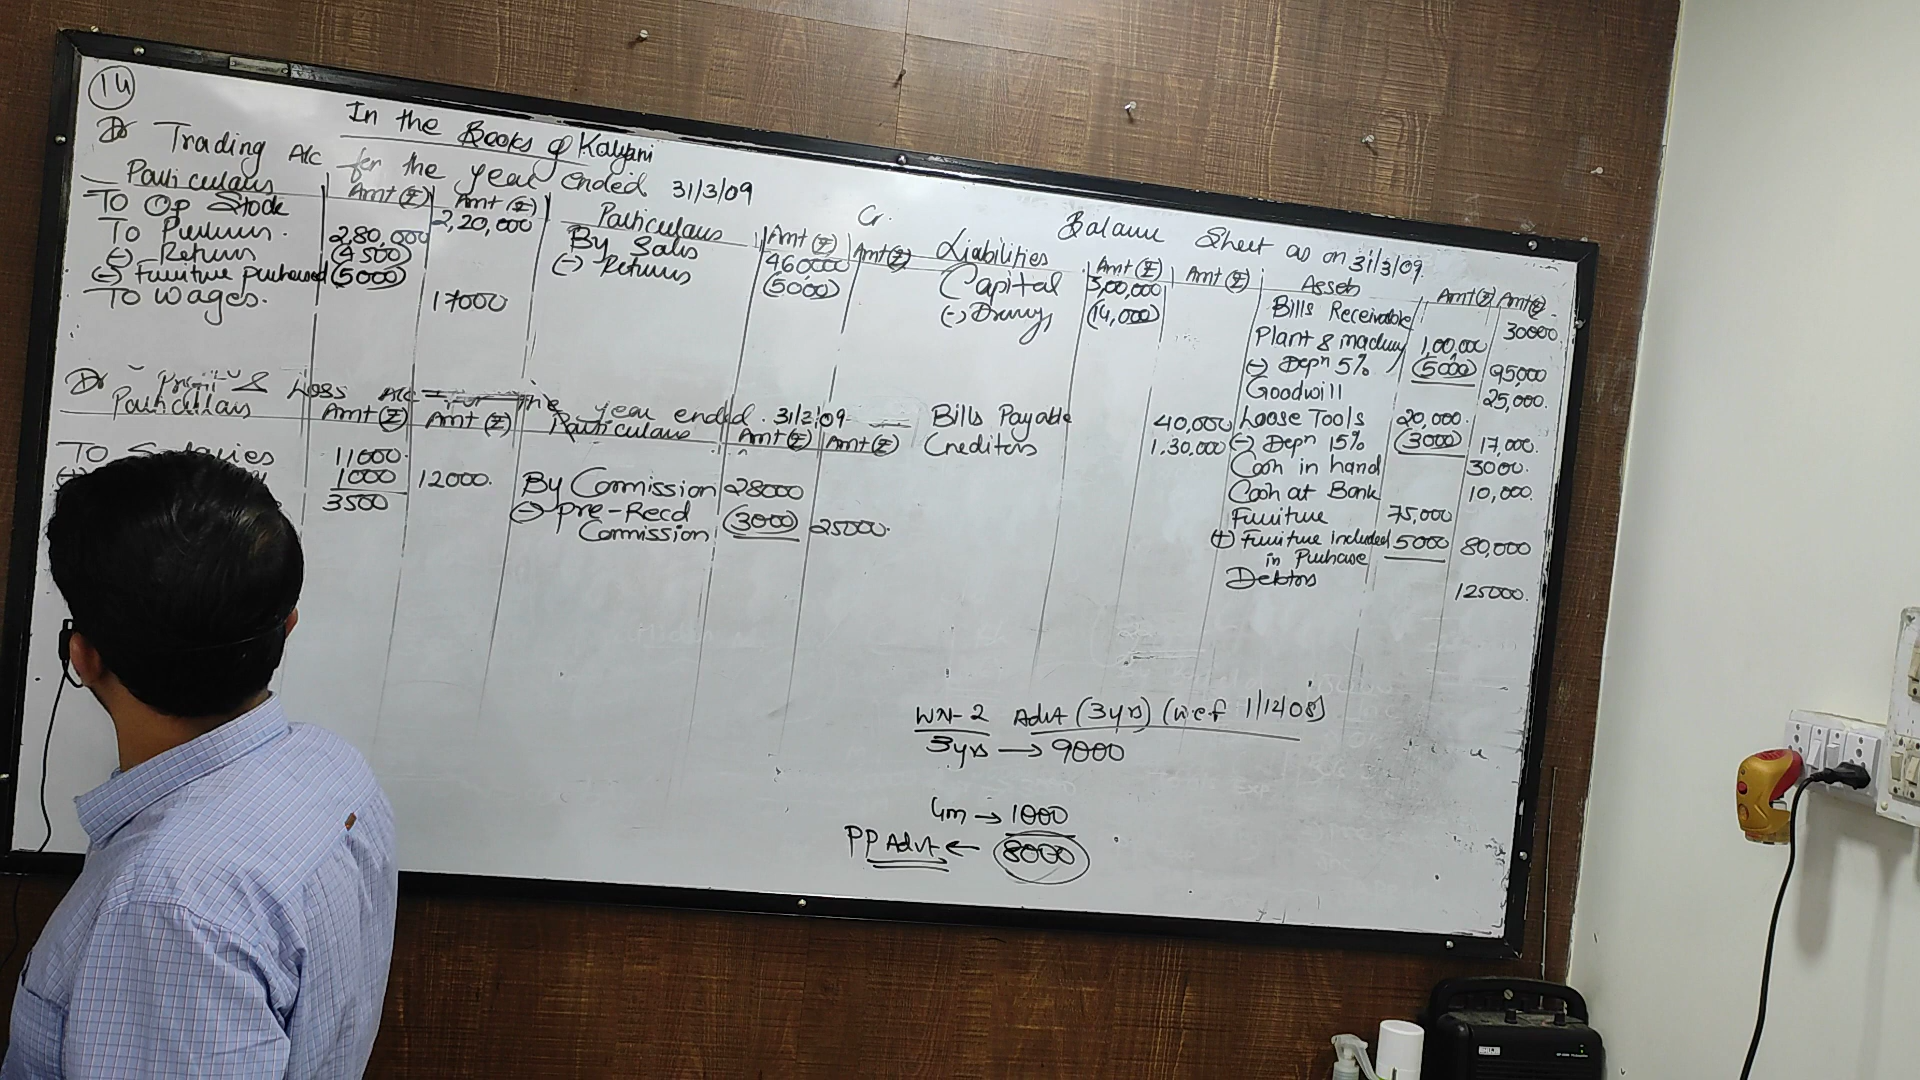 14
In the Books of Kalyani
Dr Trading A/c for the year ended 31/3/09 Cr.
Particulars Amt (₹) Amt (₹) Particulars Amt (₹) Amt (₹)
To Op Stock 2,20,000 By Sales 460000
To Purchases. 2,80,000 (-) Returns (5000)
(-) Returns (4500)
(-) Furniture purchased (5000)
To Wages. 17000
Dr Profit & Loss A/c for the year ended 31/3/09
Particulars Amt (₹) Amt (₹) Particulars Amt (₹) Amt (₹)
To Salaries 11000
1000 12000. By Commission 28000
3500 (-) Pre-Recd (3000) 25000.
Commission
Balance Sheet as on 31/3/09.
Liabilities Amt (₹) Amt (₹) Assets Amt (₹) Amt (₹)
Capital 3,00,000 Bills Receivable 30000
(-) Drawings (14,000) Plant & machinery 1,00,000
(-) Depn 5% (5000) 95,000
Goodwill 25,000.
Bills Payable 40,000 Loose Tools 20,000.
Creditors 1,30,000 (-) Depn 15% (3000) 17,000.
Cash in hand 3000.
Cash at Bank 10,000.
Furniture 75,000
(+) Furniture included 5000 80,000
in Purchase
Debtors 125000.
WN-2 Advt (3yrs) (wef 1/12/08)
3yrs → 9000
4m → 1000
PP Advt ← 8000